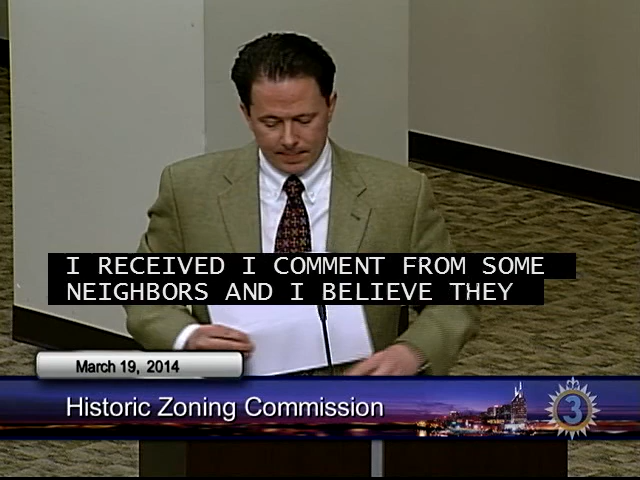 I RECEIVED I COMMENT FROM SOME
NEIGHBORS AND I BELIEVE THEY
March 19, 2014
Historic Zoning Commission
3